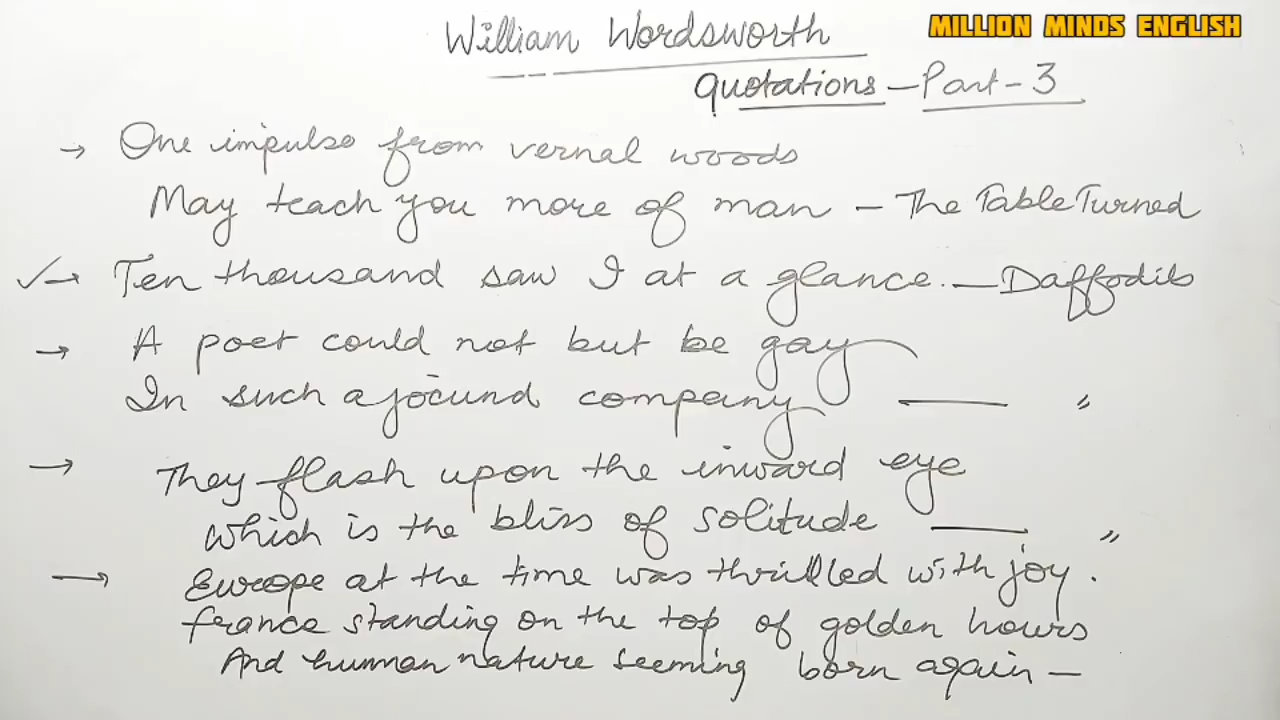 William Wordsworth
MILLION MINDS ENGLISH
Quotations - Part - 3
→ One impulse from vernal woods
May teach you more of man - The Table Turned
✓→ Ten thousand saw I at a glance. — Daffodils
→ A poet could not but be gay
In such a jocund company — "
→ They flash upon the inward eye
which is the bliss of solitude — "
→ Europe at the time was thrilled with joy.
france standing on the top of golden hours
And human nature seeming born again —